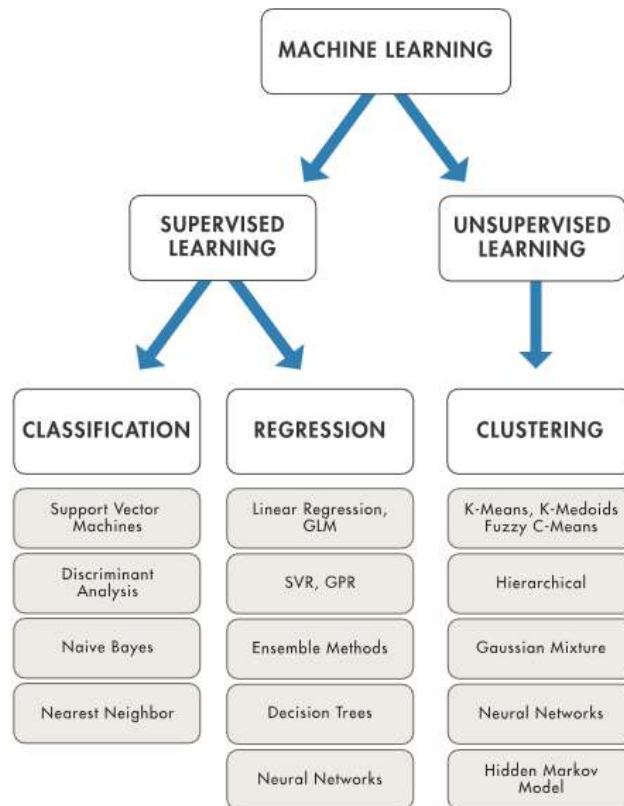 MACHINE LEARNING
SUPERVISED
LEARNING
UNSUPERVISED
LEARNING
CLASSIFICATION
Support Vector
Machines
Discriminant
Analysis
Naive Bayes
Nearest Neighbor
REGRESSION
Linear Regression,
GLM
SVR, GPR
Ensemble Methods
Decision Trees
Neural Networks
CLUSTERING
K-Means, K-Medoids
Fuzzy C-Means
Hierarchical
Gaussian Mixture
Neural Networks
Hidden Markov
Model